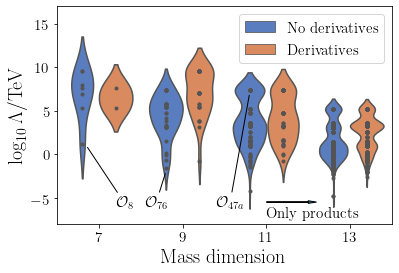 No derivatives
Derivatives
log₁₀ Λ/TeV
15
10
5
0
−5
𝒪₈
𝒪₇₆
𝒪₄₇ₐ
Only products
7
9
11
13
Mass dimension